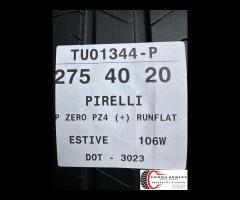 TU01344-P
275 40 20
PIRELLI
P ZERO PZ4 (+) RUNFLAT
ESTIVE 106W
DOT - 3023